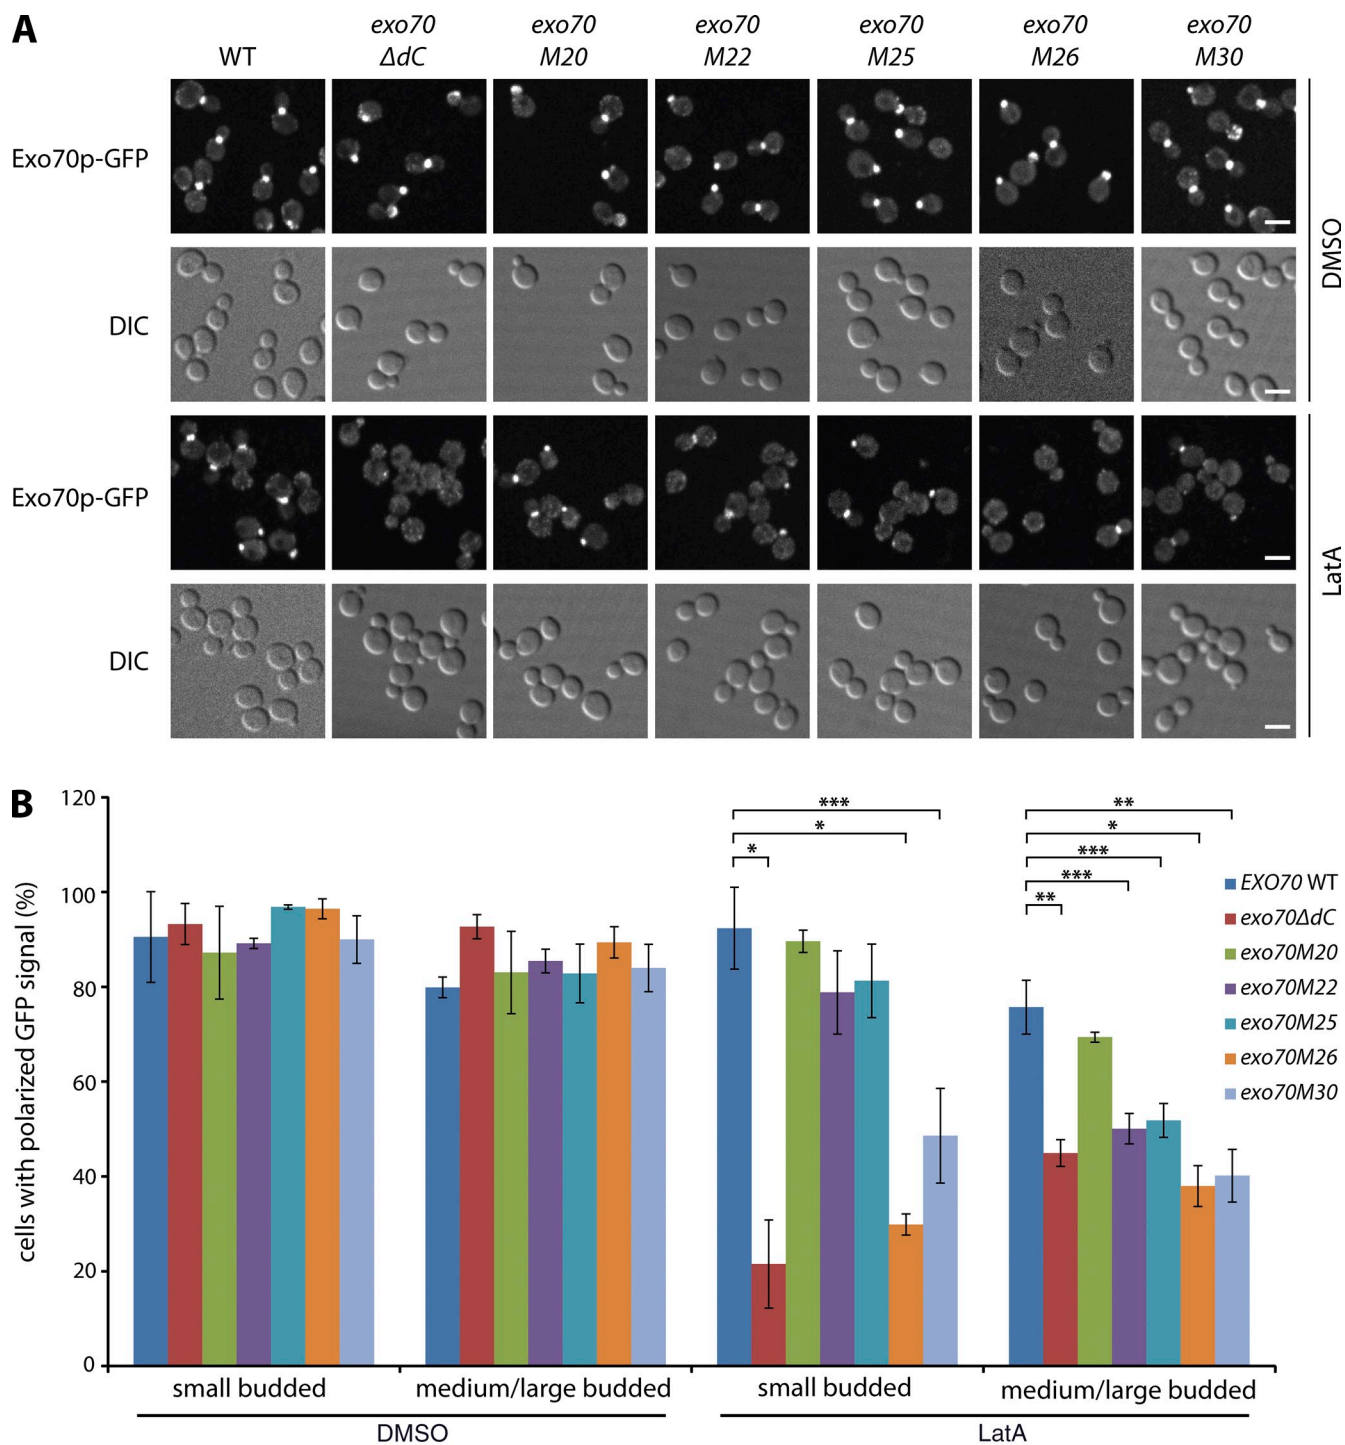 A
WT
exo70 ΔdC
exo70 M20
exo70 M22
exo70 M25
exo70 M26
exo70 M30
Exo70p-GFP
DIC
DMSO
Exo70p-GFP
DIC
LatA
B
cells with polarized GFP signal (%)
120
100
80
60
40
20
0
***
*
*
**
*
***
***
**
EXO70 WT
exo70ΔdC
exo70M20
exo70M22
exo70M25
exo70M26
exo70M30
small budded
medium/large budded
small budded
medium/large budded
DMSO
LatA